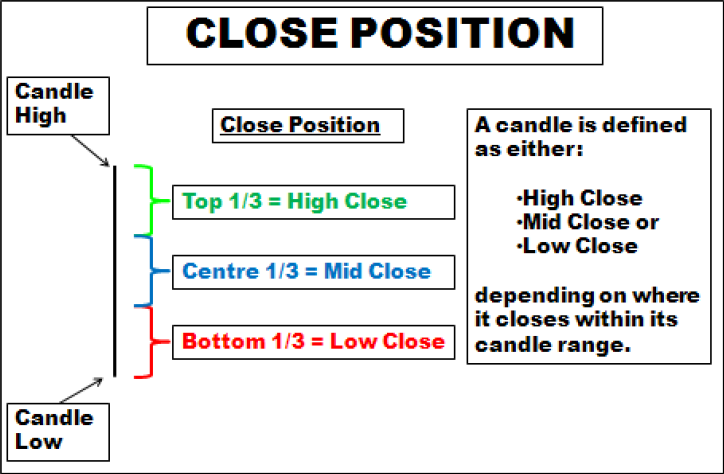 CLOSE POSITION
Candle
High
Close Position
Top 1/3 = High Close
Centre 1/3 = Mid Close
Bottom 1/3 = Low Close
Candle
Low
A candle is defined
as either:
•High Close
•Mid Close or
•Low Close
depending on where
it closes within its
candle range.